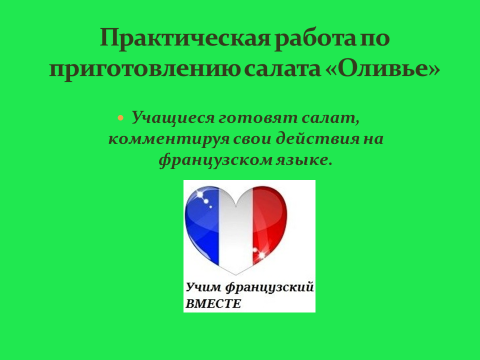 Практическая работа по
приготовлению салата «Оливье»
Учащиеся готовят салат,
комментируя свои действия на
французском языке.
Учим французский
ВМЕСТЕ